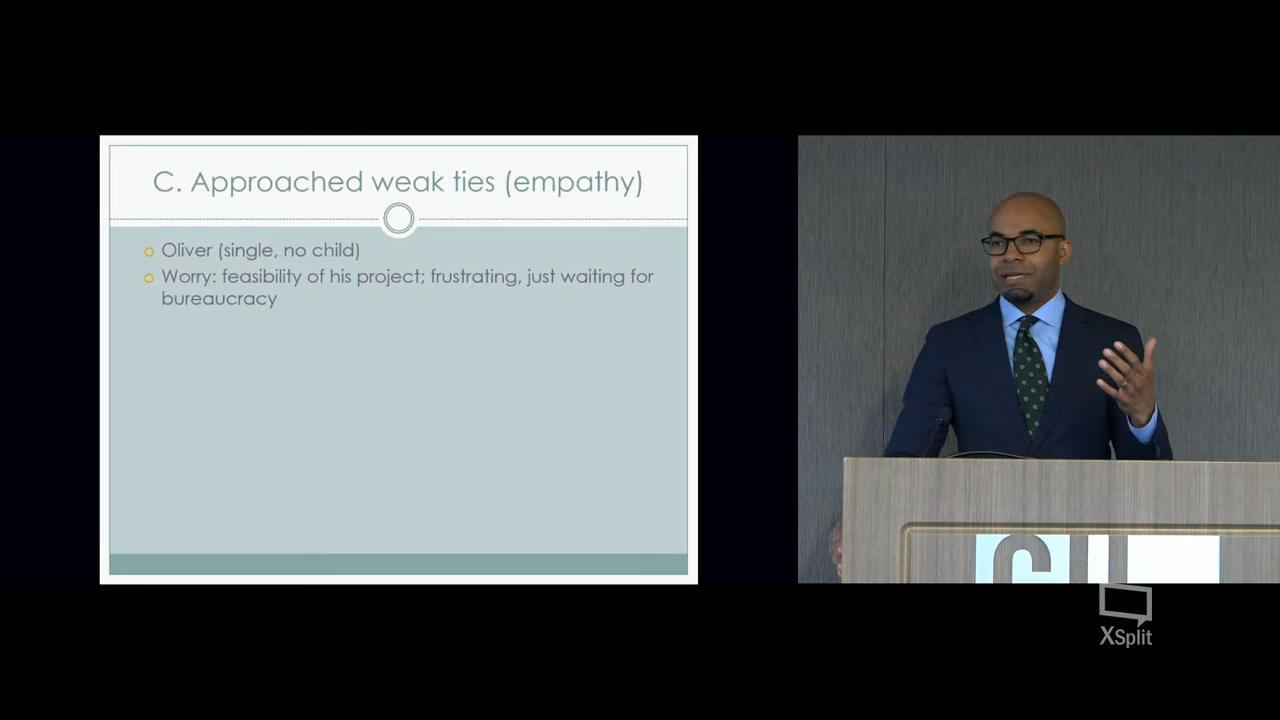 C. Approached weak ties (empathy)
Oliver (single, no child)
Worry: feasibility of his project; frustrating, just waiting for
bureaucracy
XSplit